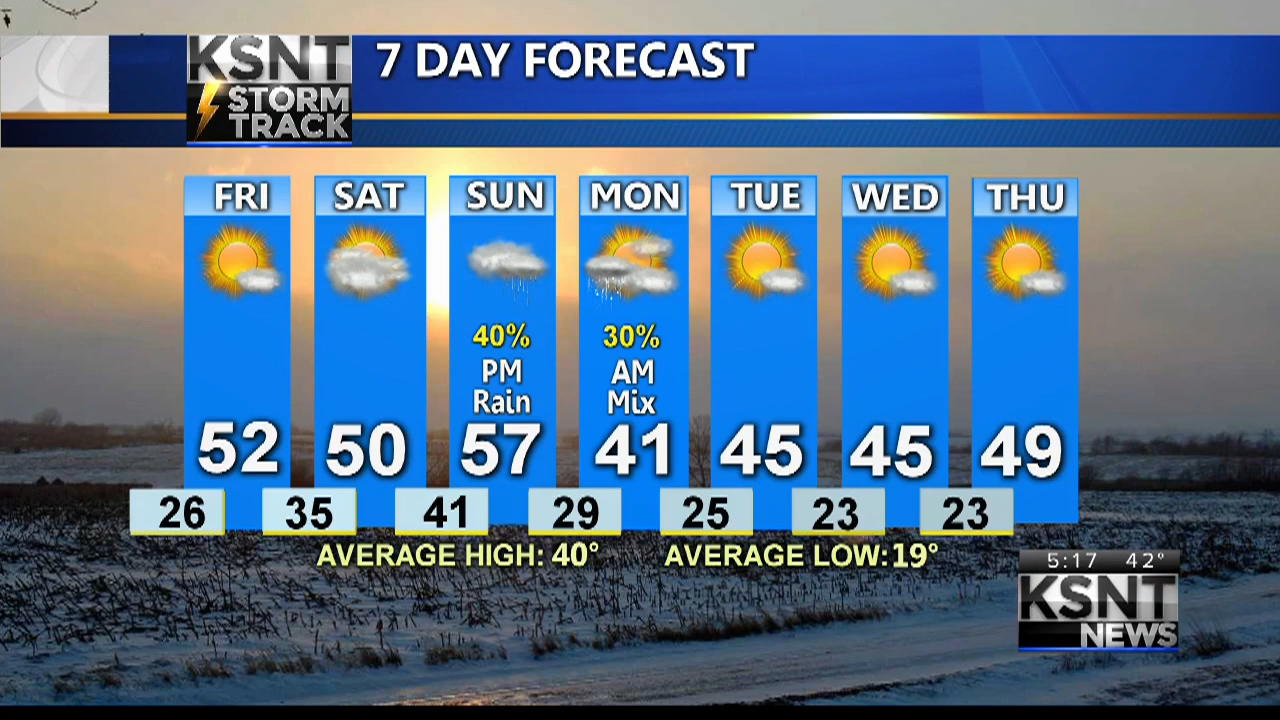 KSNT
STORM
TRACK
7 DAY FORECAST
FRI SAT SUN MON TUE WED THU
40% 30%
PM AM
Rain Mix
52 50 57 41 45 45 49
26 35 41 29 25 23 23
AVERAGE HIGH: 40° AVERAGE LOW: 19°
5:17 42°
KSNT
NEWS